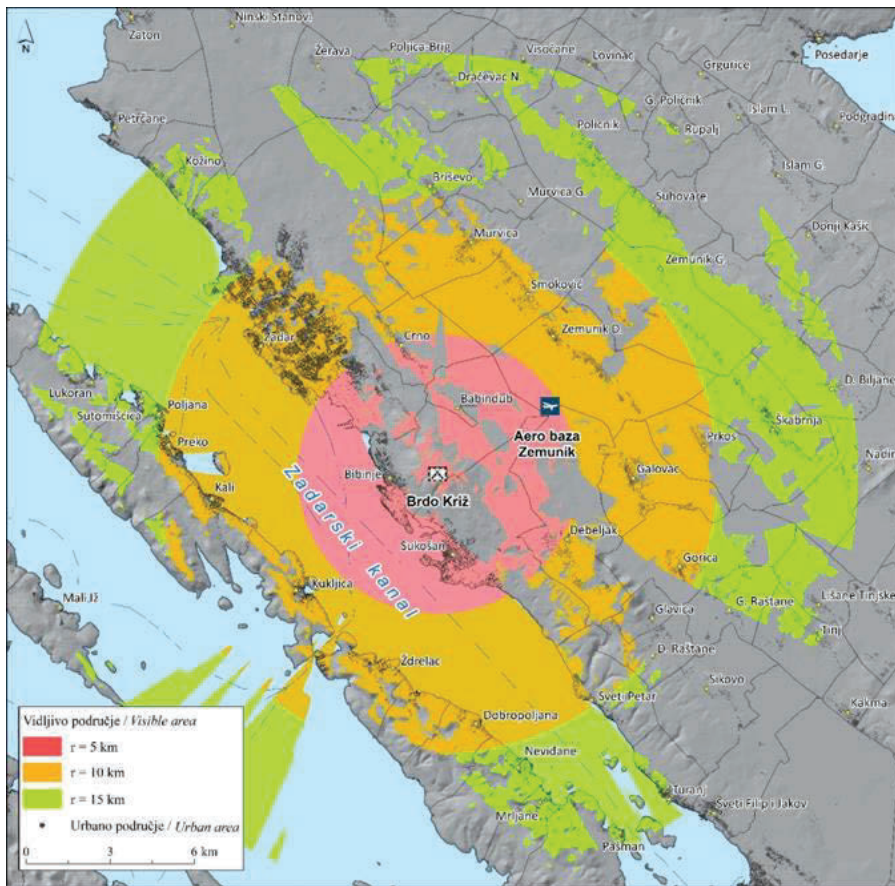 Ninski Stanovi
Zaton
Žerava
Poljica-Brig
Visočane
Lovinac
Posedarje
Dračevac N.
Grgurice
G. Poličnik
Islam L.
Petrčane
Poličnik
Rupalj
Podgradina
Kožino
Briševo
Islam G.
Murvica G.
Suhovare
Murvica
Donji Kašić
Zemunik G.
Smoković
Zadar
Crno
Zemunik D.
Lukoran
Babindub
D. Biljane
Sutomišćica
Poljana
Aero baza
Zemunik
Škabrnja
Preko
Prkos
Bibinje
Galovac
Nadin
Kali
Brdo Križ
Zadarski kanal
Debeljak
Sukošan
Gorica
Kukljica
Mali Iž
G. Raštane
Lišane Tinjske
Glavica
Tinj
D. Raštane
Ždrelac
Sikovo
Sveti Petar
Kakma
Dobropoljana
Neviđane
Turanj
Mrljane
Sveti Filip i Jakov
Pašman
N
Vidljivo područje / Visible area
r = 5 km
r = 10 km
r = 15 km
Urbano područje / Urban area
0 3 6 km